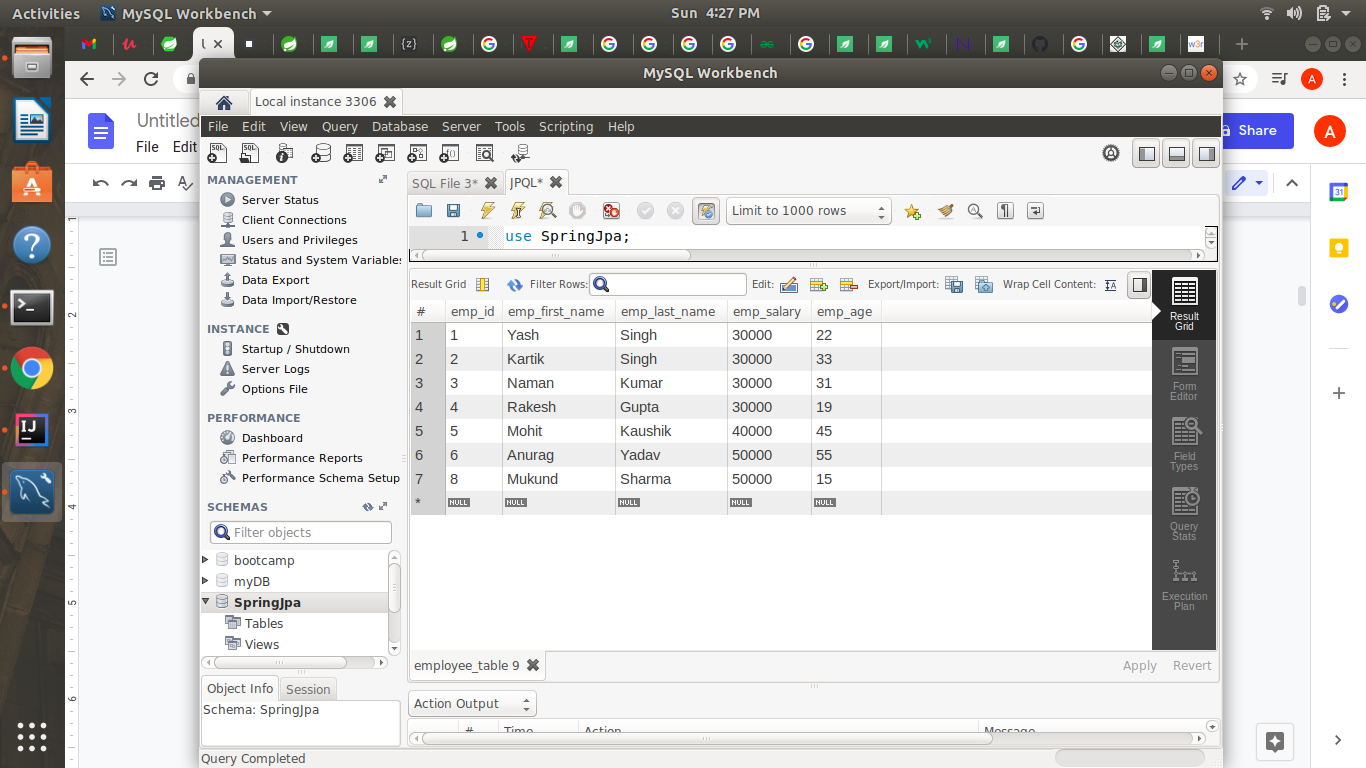 Activities MySQL Workbench Sun 4:27 PM
MySQL Workbench
Untitled
File Edit
Share
A
A
Local instance 3306
File Edit View Query Database Server Tools Scripting Help
MANAGEMENT
Server Status
Client Connections
Users and Privileges
Status and System Variables
Data Export
Data Import/Restore
INSTANCE
Startup / Shutdown
Server Logs
Options File
PERFORMANCE
Dashboard
Performance Reports
Performance Schema Setup
SCHEMAS
Filter objects
bootcamp
myDB
SpringJpa
Tables
Views
Object Info Session
Schema: SpringJpa
Query Completed
SQL File 3* JPQL*
Limit to 1000 rows
1 use SpringJpa;
Result Grid Filter Rows: Edit: Export/Import: Wrap Cell Content:
# emp_id emp_first_name emp_last_name emp_salary emp_age
1 1 Yash Singh 30000 22
2 2 Kartik Singh 30000 33
3 3 Naman Kumar 30000 31
4 4 Rakesh Gupta 30000 19
5 5 Mohit Kaushik 40000 45
6 6 Anurag Yadav 50000 55
7 8 Mukund Sharma 50000 15
* NULL NULL NULL NULL NULL
Result
Grid
Form
Editor
Field
Types
Query
Stats
Execution
Plan
employee_table 9 Apply Revert
Action Output
# Time Action Message